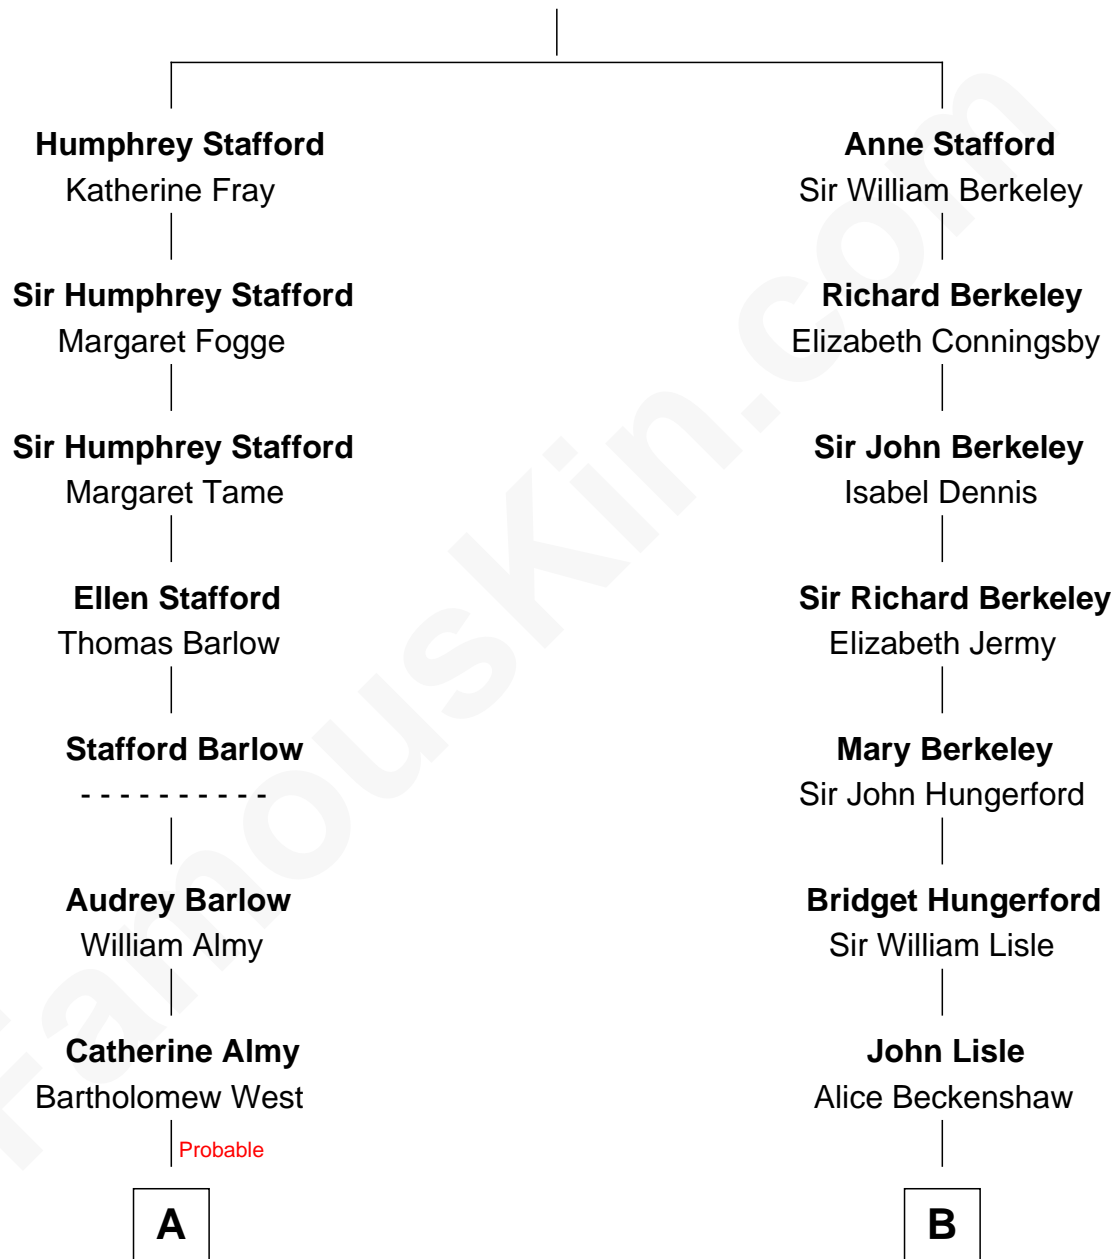 Humphrey Stafford
Katherine Fray
Anne Stafford
Sir William Berkeley
Sir Humphrey Stafford
Margaret Fogge
Richard Berkeley
Elizabeth Conningsby
Sir Humphrey Stafford
Margaret Tame
Sir John Berkeley
Isabel Dennis
Ellen Stafford
Thomas Barlow
Sir Richard Berkeley
Elizabeth Jermy
Stafford Barlow
- - - - - - - - - -
Mary Berkeley
Sir John Hungerford
Audrey Barlow
William Almy
Bridget Hungerford
Sir William Lisle
Catherine Almy
Bartholomew West
John Lisle
Alice Beckenshaw
Probable
A
B
FamousKin.com